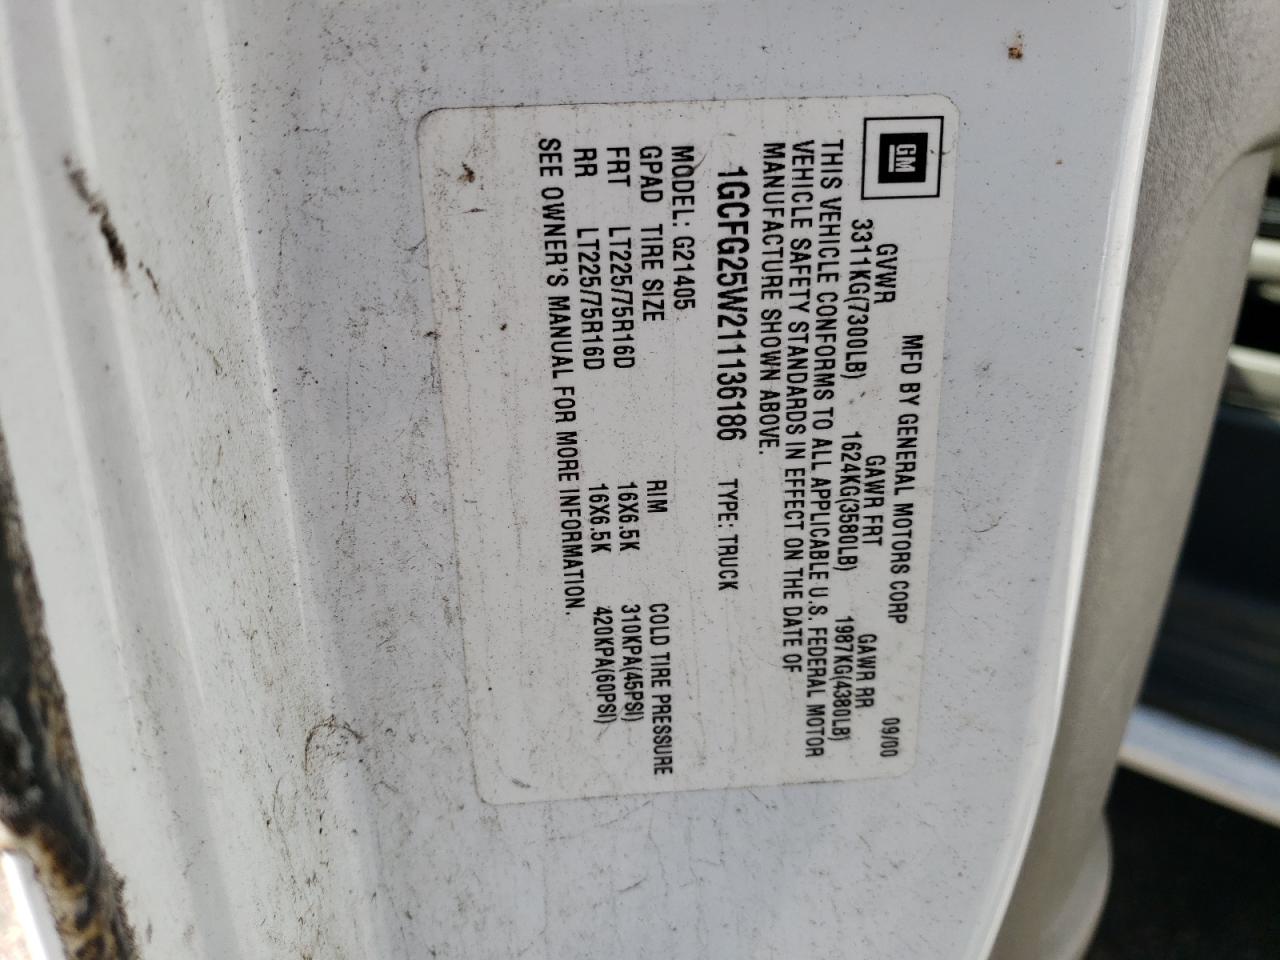 GM
MFD BY GENERAL MOTORS CORP 09/00
GVWR GAWR FRT GAWR RR
3311KG(7300LB) 1624KG(3580LB) 1987KG(4380LB)
THIS VEHICLE CONFORMS TO ALL APPLICABLE U.S. FEDERAL MOTOR
VEHICLE SAFETY STANDARDS IN EFFECT ON THE DATE OF
MANUFACTURE SHOWN ABOVE.
1GCFG25W211136186 TYPE: TRUCK
MODEL: G21405
GPAD TIRE SIZE RIM COLD TIRE PRESSURE
FRT LT225/75R16D 16X6.5K 310KPA(45PSI)
RR LT225/75R16D 16X6.5K 420KPA(60PSI)
SEE OWNER'S MANUAL FOR MORE INFORMATION.